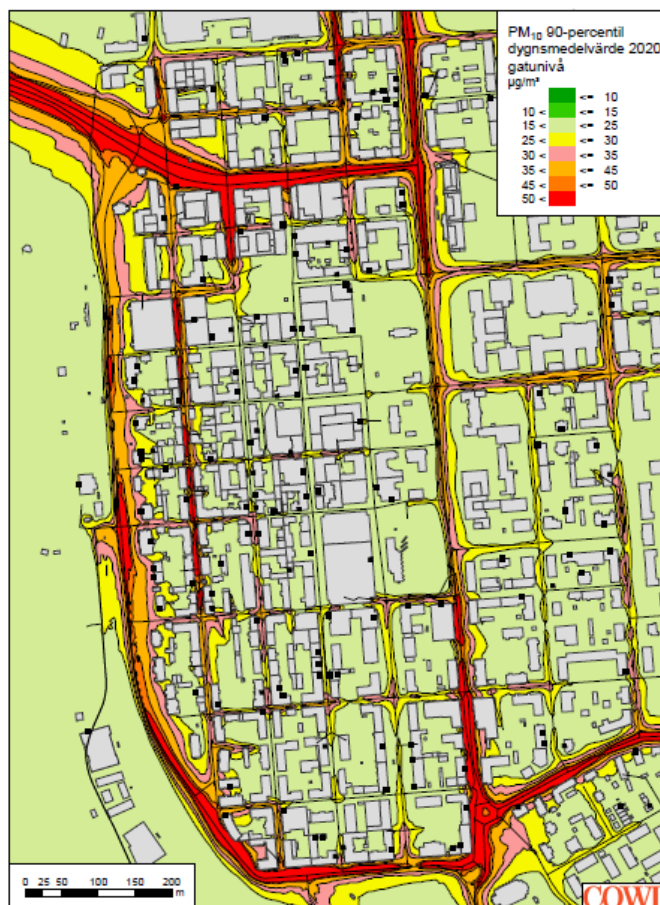 PM₁₀ 90-percentil
dygnsmedelvärde 2020
gatunivå
µg/m³
<= 10
10 < <= 15
15 < <= 25
25 < <= 30
30 < <= 35
35 < <= 45
45 < <= 50
50 <
0 25 50 100 150 200
m
COWI